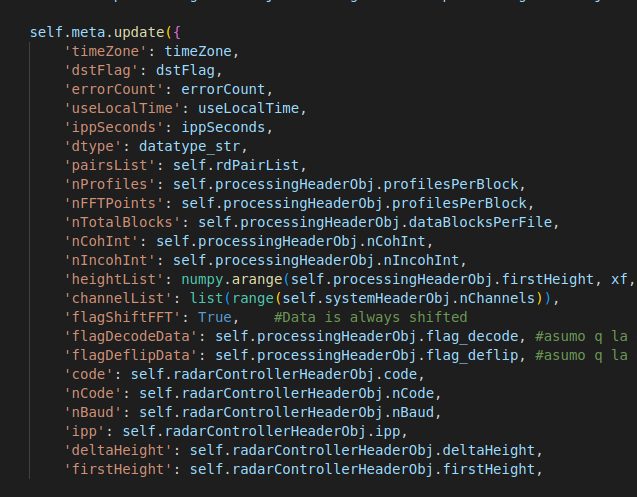 self.meta.update({
'timeZone': timeZone,
'dstFlag': dstFlag,
'errorCount': errorCount,
'useLocalTime': useLocalTime,
'ippSeconds': ippSeconds,
'dtype': datatype_str,
'pairsList': self.rdPairList,
'nProfiles': self.processingHeaderObj.profilesPerBlock,
'nFFTPoints': self.processingHeaderObj.profilesPerBlock,
'nTotalBlocks': self.processingHeaderObj.dataBlocksPerFile,
'nCohInt': self.processingHeaderObj.nCohInt,
'nIncohInt': self.processingHeaderObj.nIncohInt,
'heightList': numpy.arange(self.processingHeaderObj.firstHeight, xf,
'channelList': list(range(self.systemHeaderObj.nChannels)),
'flagShiftFFT': True,    #Data is always shifted
'flagDecodeData': self.processingHeaderObj.flag_decode, #asumo q la
'flagDeflipData': self.processingHeaderObj.flag_deflip, #asumo q la
'code': self.radarControllerHeaderObj.code,
'nCode': self.radarControllerHeaderObj.nCode,
'nBaud': self.radarControllerHeaderObj.nBaud,
'ipp': self.radarControllerHeaderObj.ipp,
'deltaHeight': self.radarControllerHeaderObj.deltaHeight,
'firstHeight': self.radarControllerHeaderObj.firstHeight,